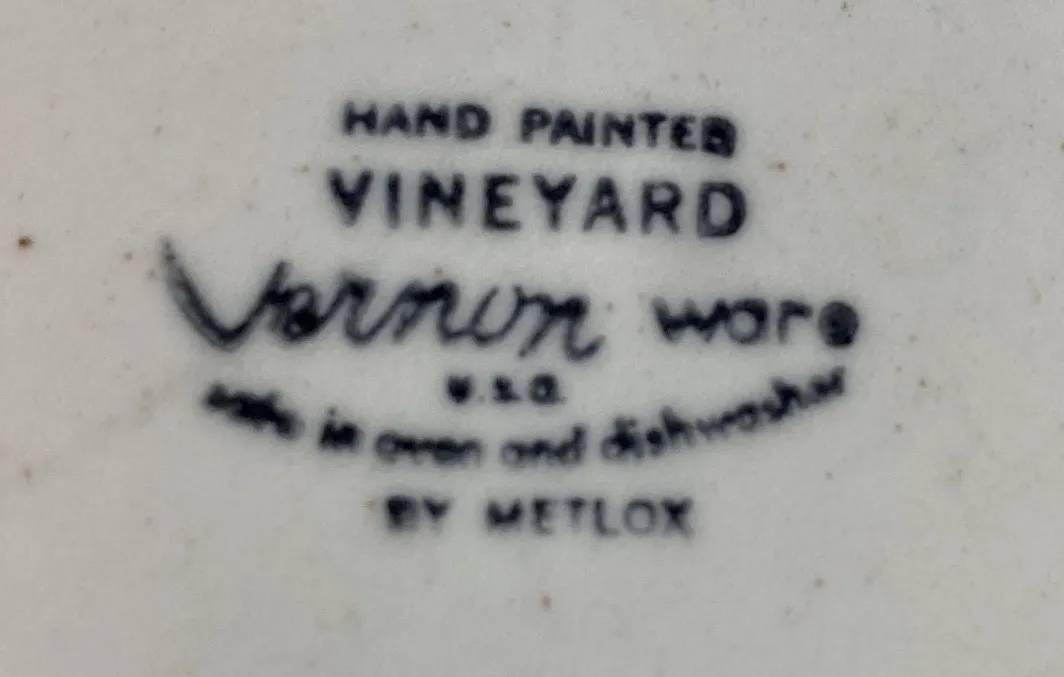 HAND PAINTED
VINEYARD
Vernon ware
u.s.a.
safe in oven and dishwasher
BY METLOX